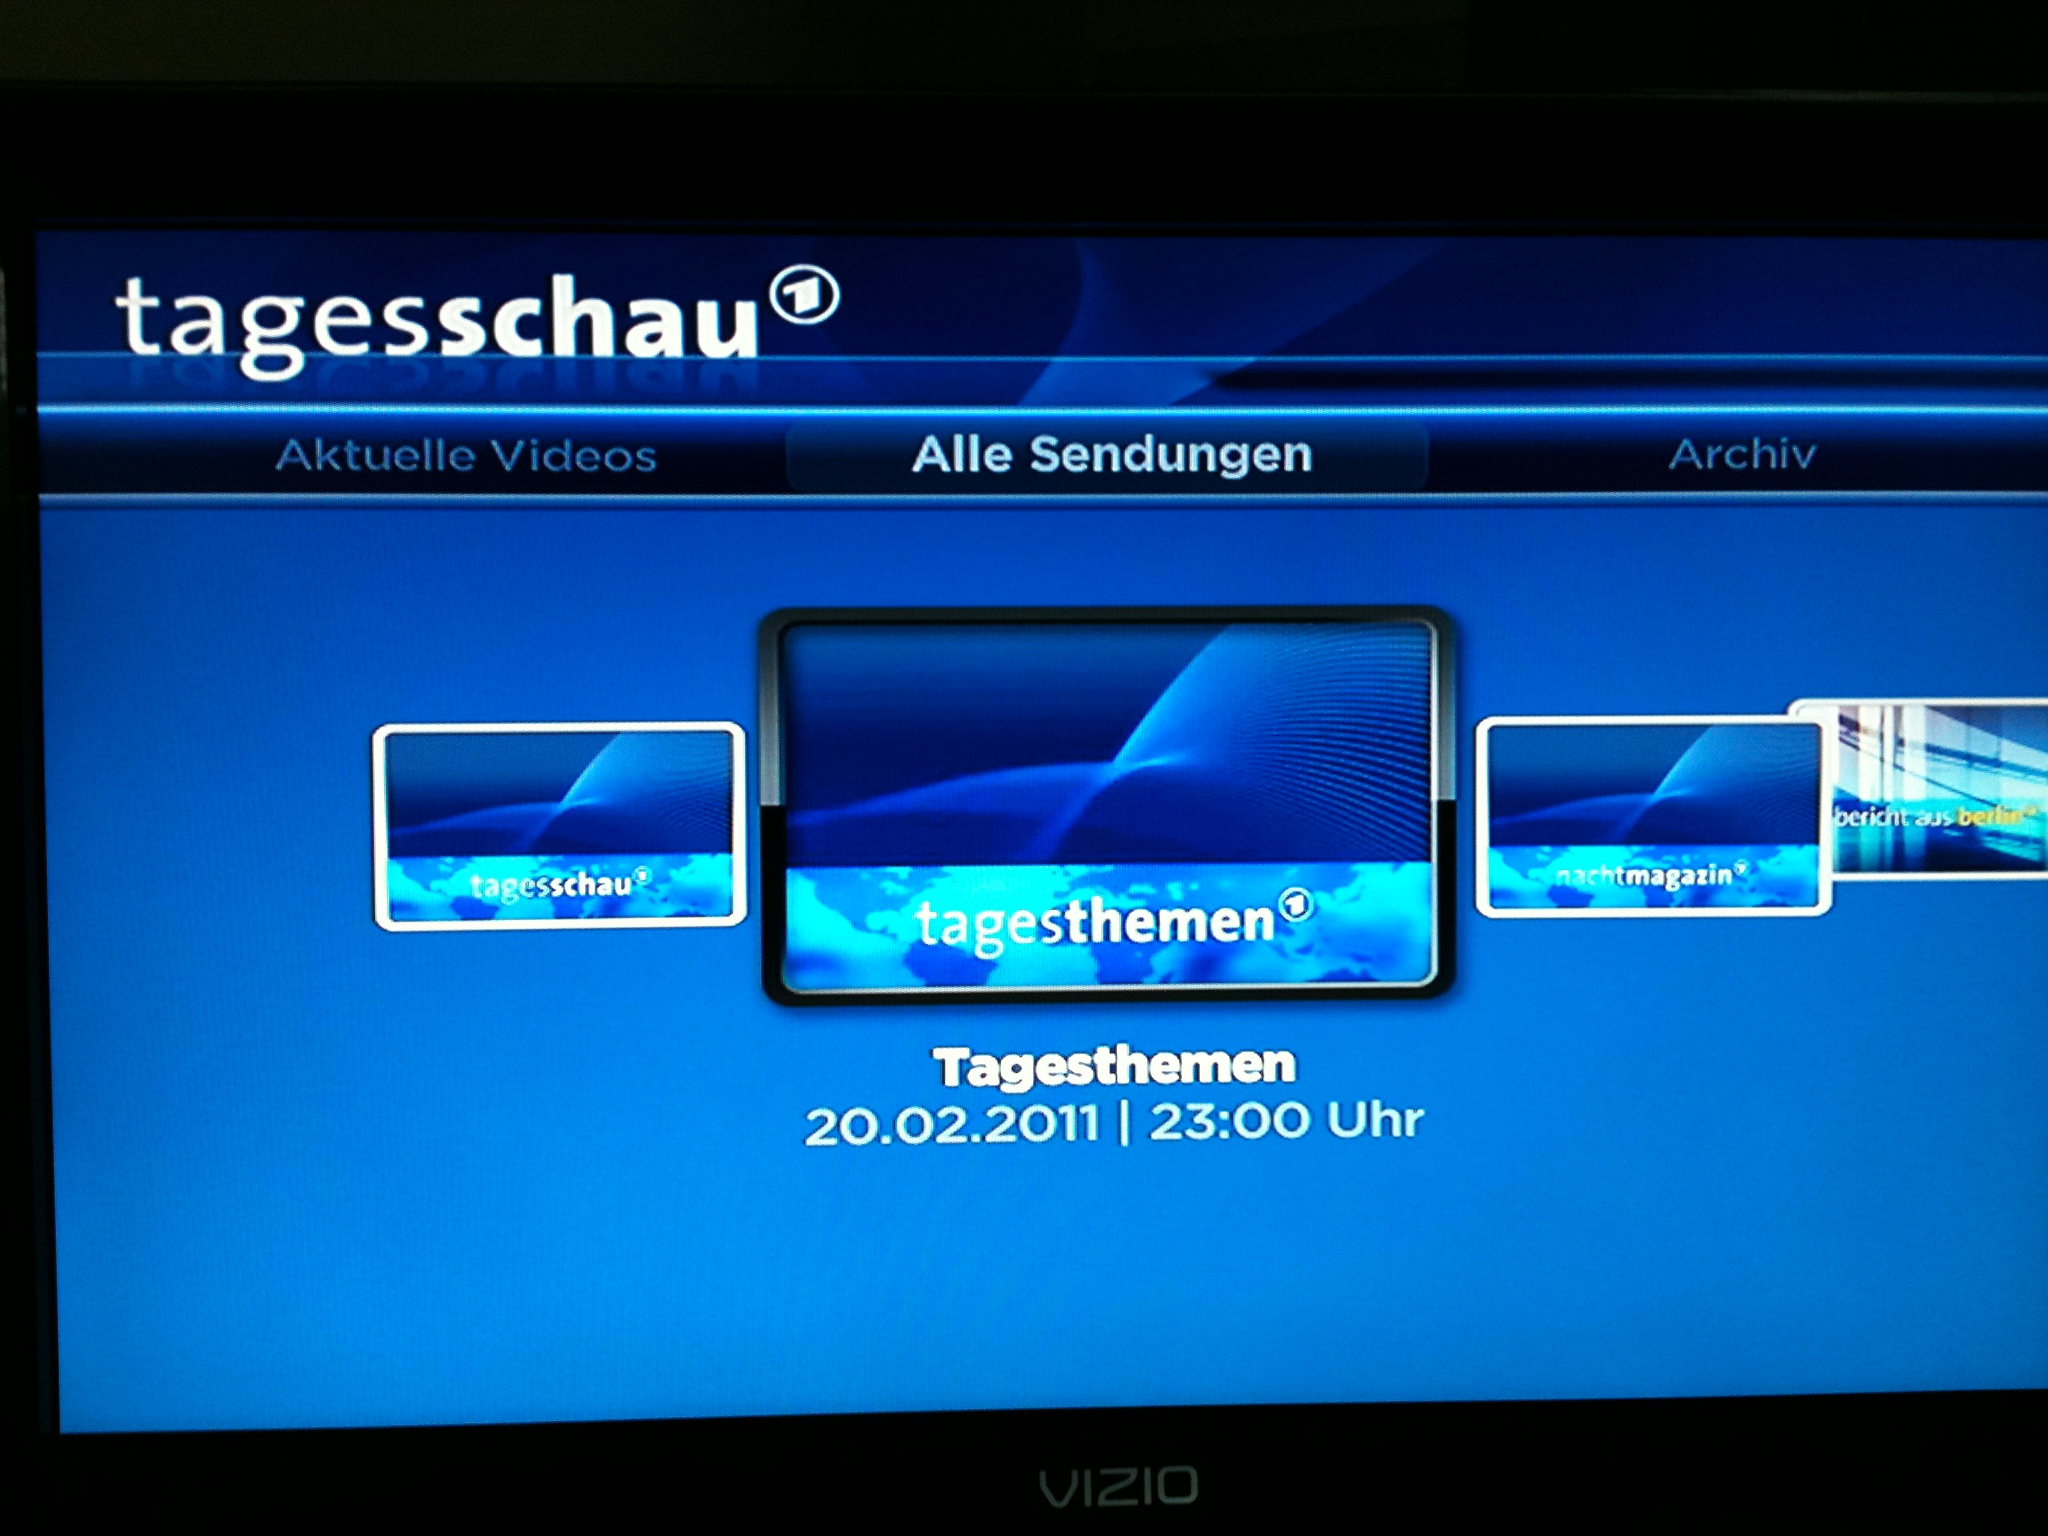 tagesschau
Aktuelle Videos
Alle Sendungen
Archiv
tagesschau
tagesthemen
nachtmagazin
bericht aus berlin
Tagesthemen
20.02.2011 | 23:00 Uhr
VIZIO